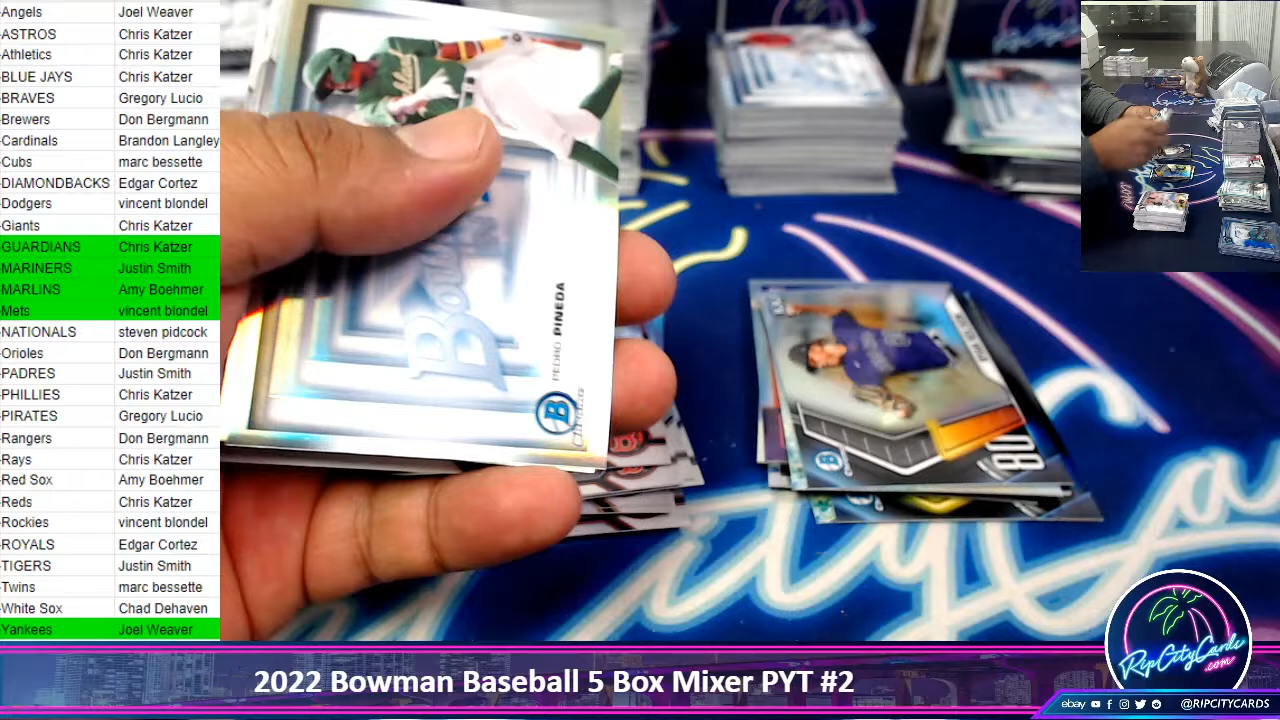 -Angels Joel Weaver
-ASTROS Chris Katzer
-Athletics Chris Katzer
-BLUE JAYS Chris Katzer
-BRAVES Gregory Lucio
-Brewers Don Bergmann
-Cardinals Brandon Langley
-Cubs marc bessette
-DIAMONDBACKS Edgar Cortez
-Dodgers vincent blondel
-Giants Chris Katzer
-GUARDIANS Chris Katzer
-MARINERS Justin Smith
-MARLINS Amy Boehmer
-Mets vincent blondel
-NATIONALS steven pidcock
-Orioles Don Bergmann
-PADRES Justin Smith
-PHILLIES Chris Katzer
-PIRATES Gregory Lucio
-Rangers Don Bergmann
-Rays Chris Katzer
-Red Sox Amy Boehmer
-Reds Chris Katzer
-Rockies vincent blondel
-ROYALS Edgar Cortez
-TIGERS Justin Smith
-Twins marc bessette
-White Sox Chad Dehaven
-Yankees Joel Weaver
PEDRO PINEDA
B
Chrome
B
2022 Bowman Baseball 5 Box Mixer PYT #2
RipCityCards
.com
ebay @RIPCITYCARDS